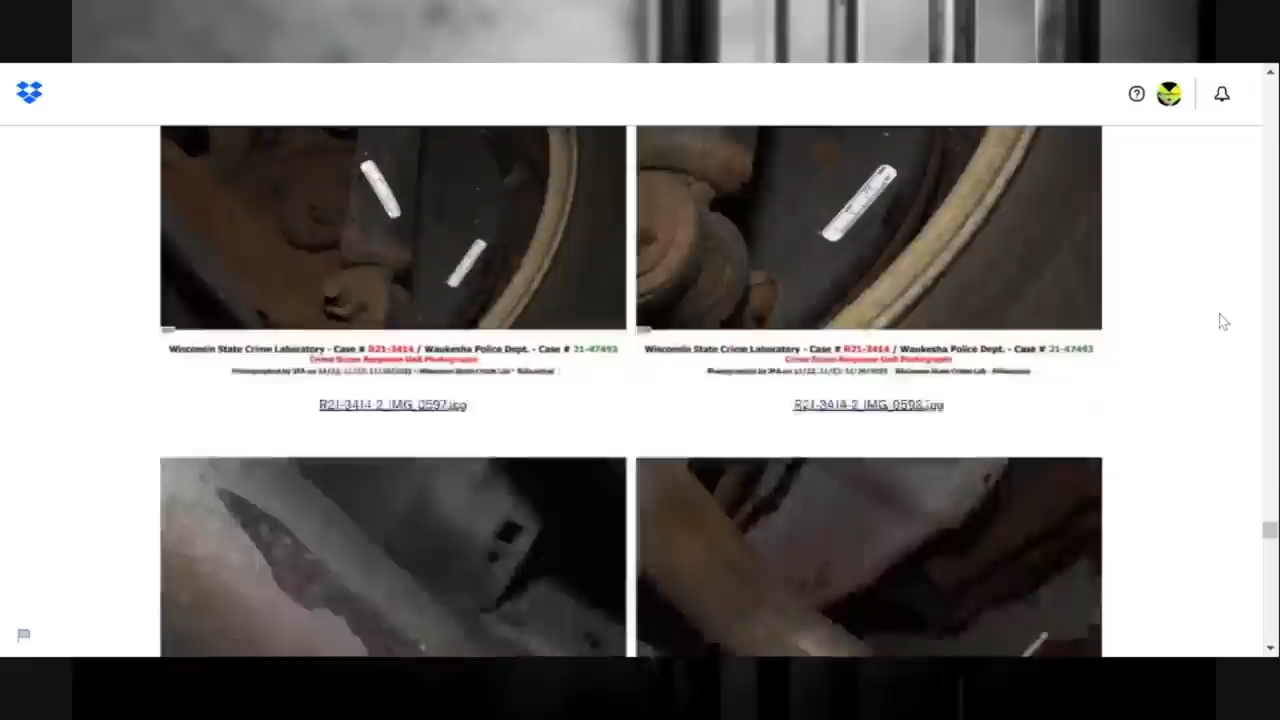 Wisconsin State Crime Laboratory - Case # R21-3414 / Waukesha Police Dept. - Case # 21-47493
Crime Scene Response Unit Photographs
R21-3414-2_IMG_0597.jpg
Wisconsin State Crime Laboratory - Case # R21-3414 / Waukesha Police Dept. - Case # 21-47493
Crime Scene Response Unit Photographs
R21-3414-2_IMG_0598.jpg